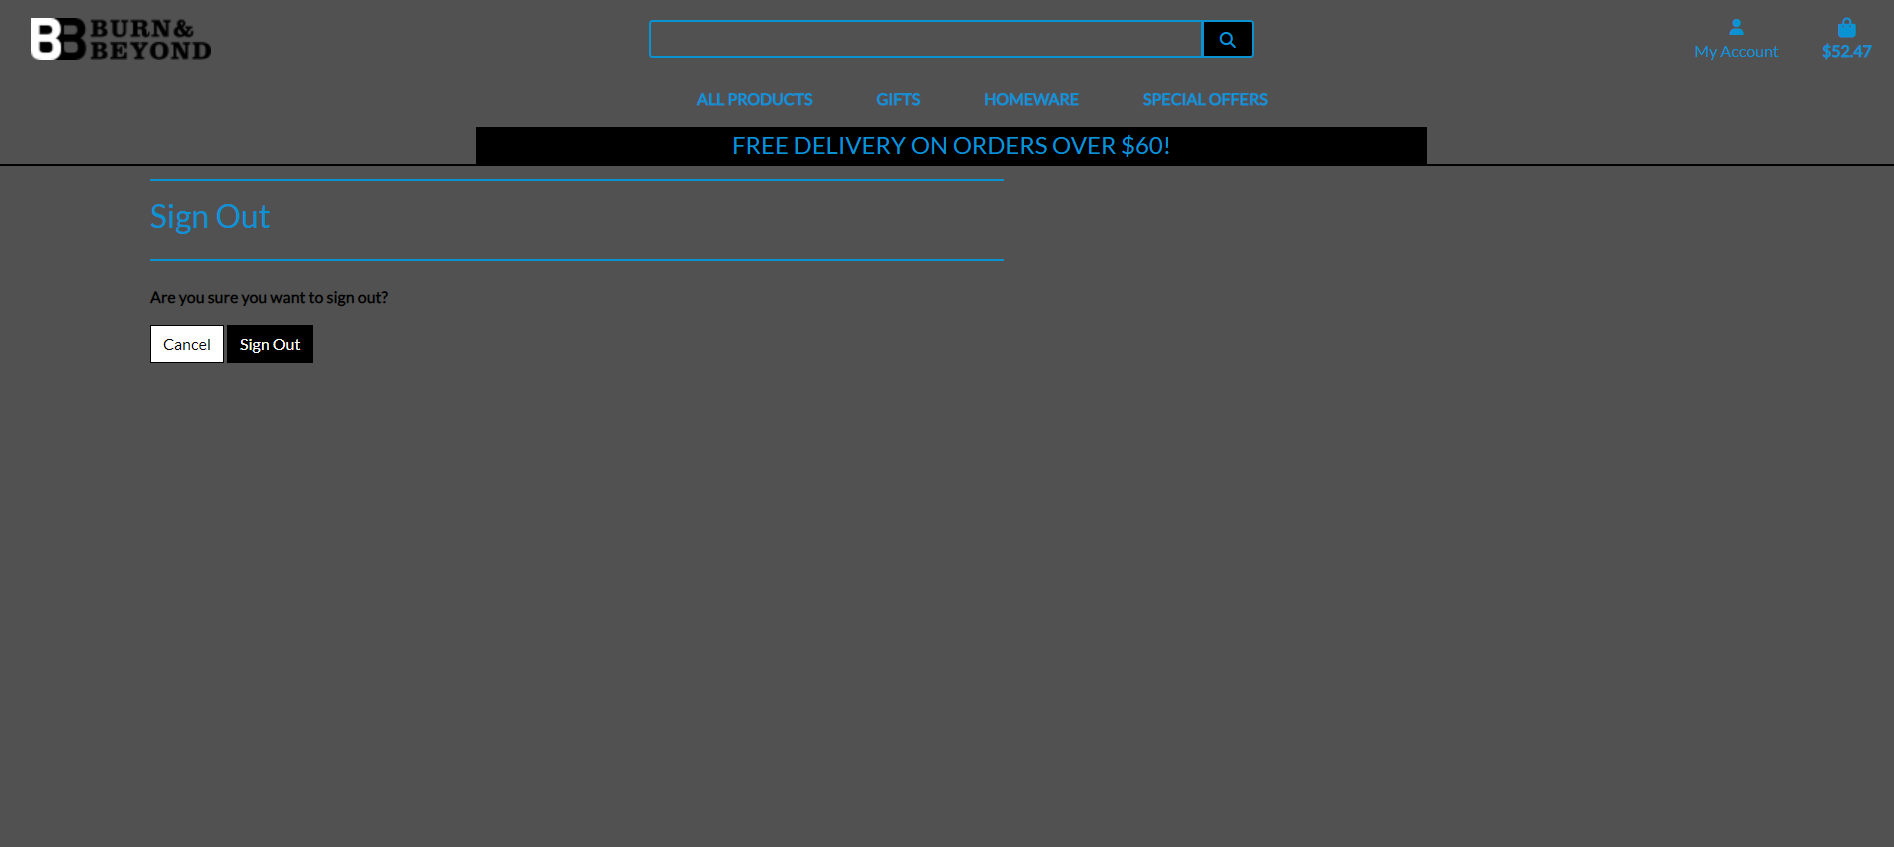 BB BURN&
BEYOND
My Account
$52.47
ALL PRODUCTS GIFTS HOMEWARE SPECIAL OFFERS
FREE DELIVERY ON ORDERS OVER $60!
Sign Out
Are you sure you want to sign out?
Cancel Sign Out